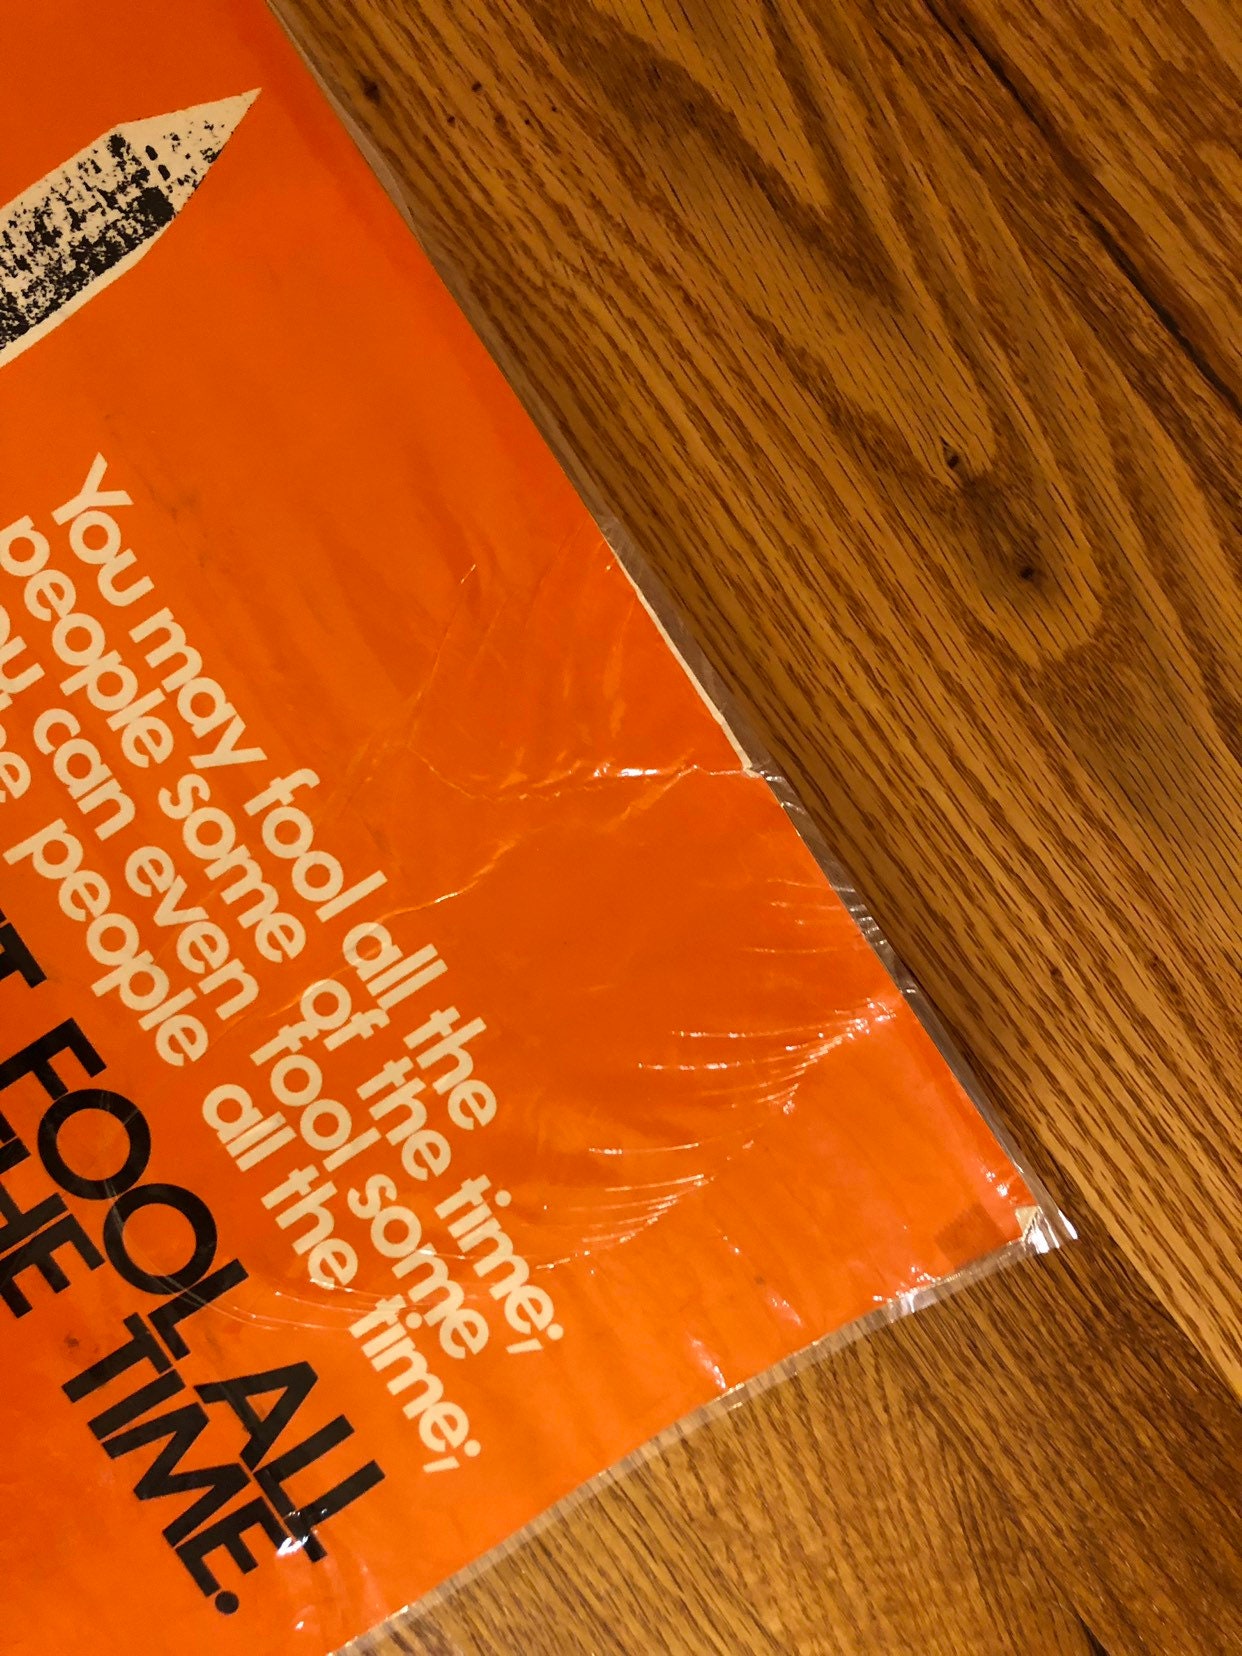 You may fool all the
people some of the time;
can even fool some
people all the time;
FOOL ALL
THE TIME.